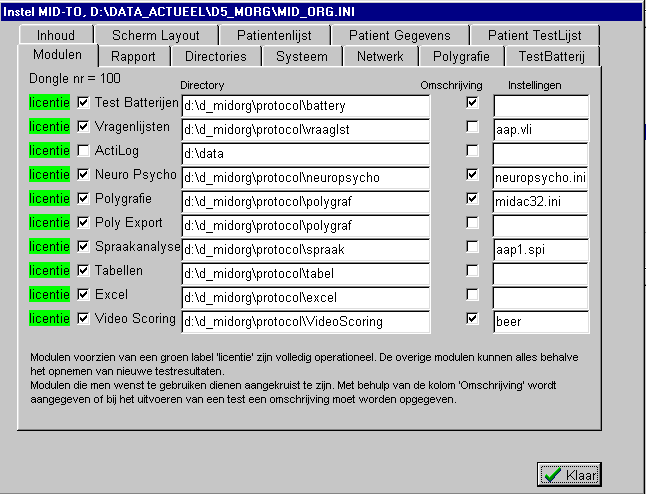 Instel MID-TO, D:\DATA_ACTUEEL\D5_MORG\MID_ORG.INI
Inhoud Scherm Layout Patientenlijst Patient Gegevens Patient TestLijst
Modulen Rapport Directories Systeem Netwerk Polygrafie TestBatterij
Dongle nr = 100 Directory Omschrijving Instellingen
licentie Test Batterijen d:\d_midorg\protocol\battery
licentie Vragenlijsten d:\d_midorg\protocol\vraaglst aap.vli
licentie ActiLog d:\data
licentie Neuro Psycho d:\d_midorg\protocol\neuropsycho neuropsycho.ini
licentie Polygrafie d:\d_midorg\protocol\polygraf midac32.ini
licentie Poly Export d:\d_midorg\protocol\polygraf
licentie Spraakanalyse d:\d_midorg\protocol\spraak aap1.spi
licentie Tabellen d:\d_midorg\protocol\tabel
licentie Excel d:\d_midorg\protocol\excel
licentie Video Scoring d:\d_midorg\protocol\VideoScoring beer
Modulen voorzien van een groen label 'licentie' zijn volledig operationeel. De overige modulen kunnen alles behalve
het opnemen van nieuwe testresultaten.
Modulen die men wenst te gebruiken dienen aangekruist te zijn. Met behulp van de kolom 'Omschrijving' wordt
aangegeven of bij het uitvoeren van een test een omschrijving moet worden opgegeven.
Klaar